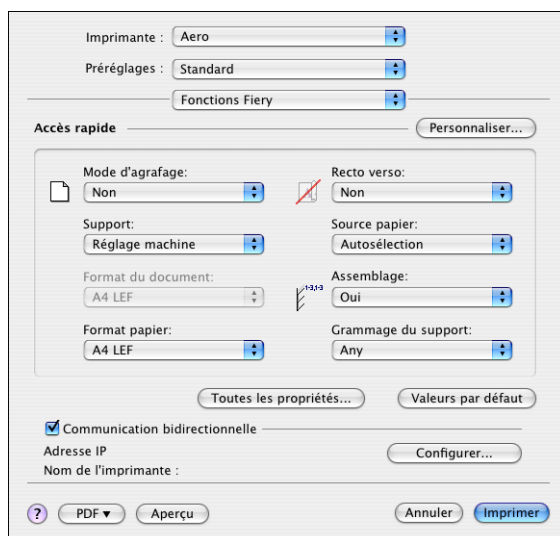 Imprimante : Aero
Préréglages : Standard
Fonctions Fiery
Accès rapide Personnaliser...
Mode d'agrafage: Recto verso:
Non Non
Support: Source papier:
Réglage machine Autosélection
Format du document: Assemblage:
A4 LEF 1-3,1-3 Oui
Format papier: Grammage du support:
A4 LEF Any
Toutes les propriétés... Valeurs par défaut
Communication bidirectionnelle
Adresse IP Configurer...
Nom de l'imprimante :
? PDF Aperçu Annuler Imprimer